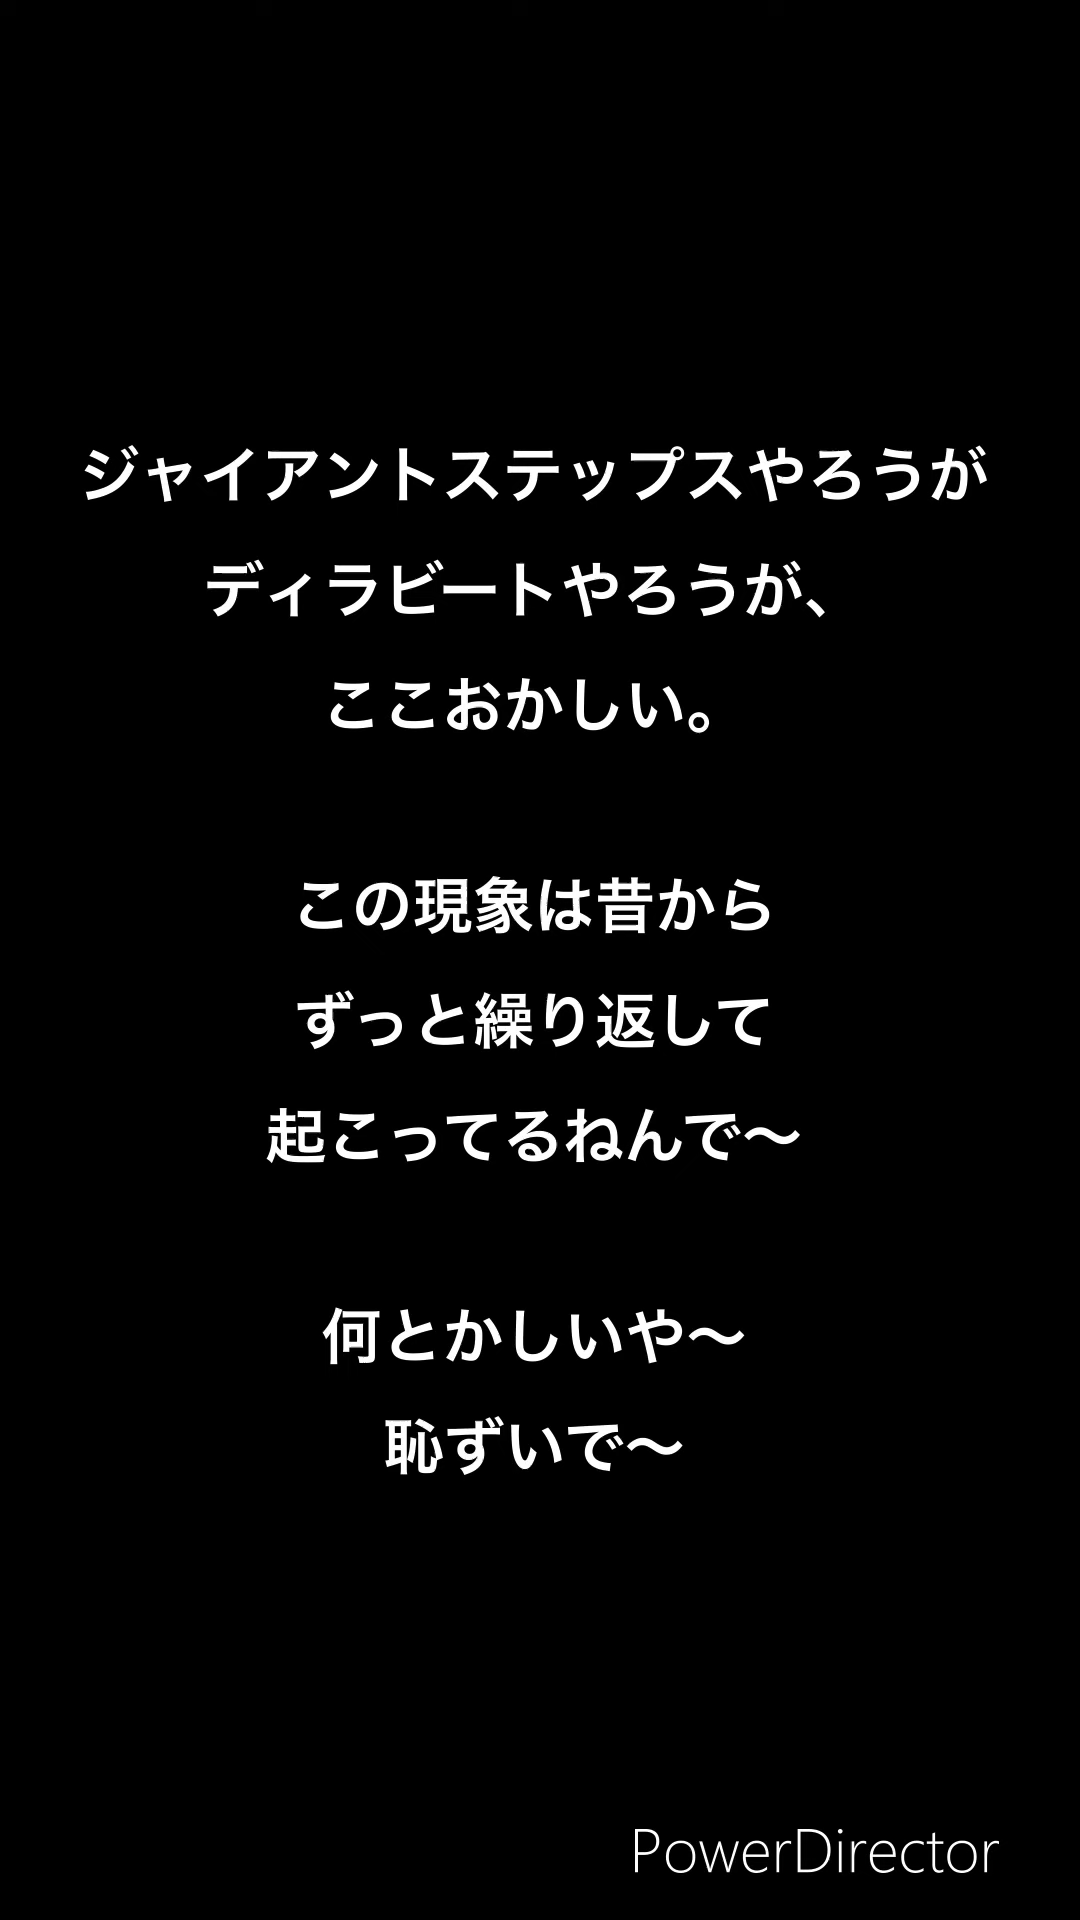 ジャイアントステップスやろうが
ディラビートやろうが、
ここおかしい。
この現象は昔から
ずっと繰り返して
起こってるねんで〜
何とかしいや〜
恥ずいで〜
PowerDirector